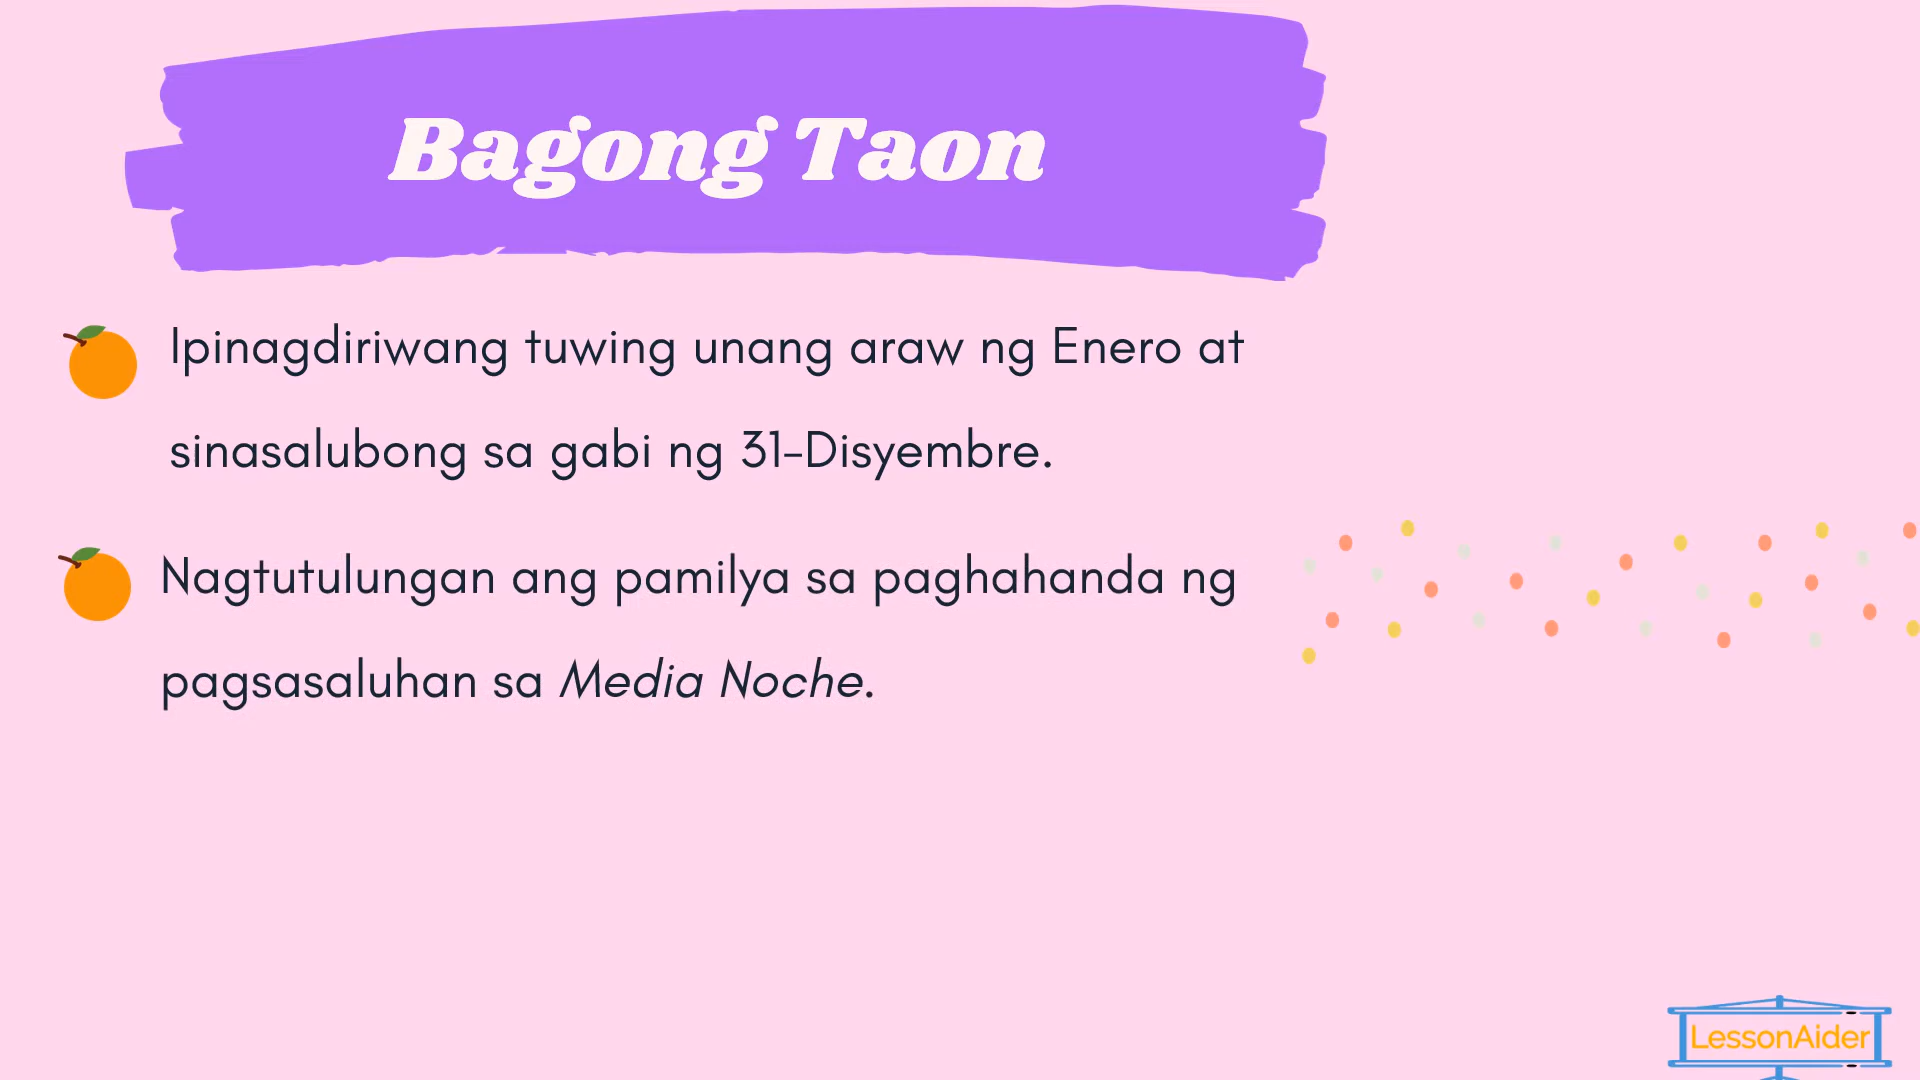 Bagong Taon
Ipinagdiriwang tuwing unang araw ng Enero at
sinasalubong sa gabi ng 31-Disyembre.
Nagtutulungan ang pamilya sa paghahanda ng
pagsasaluhan sa Media Noche.
LessonAider